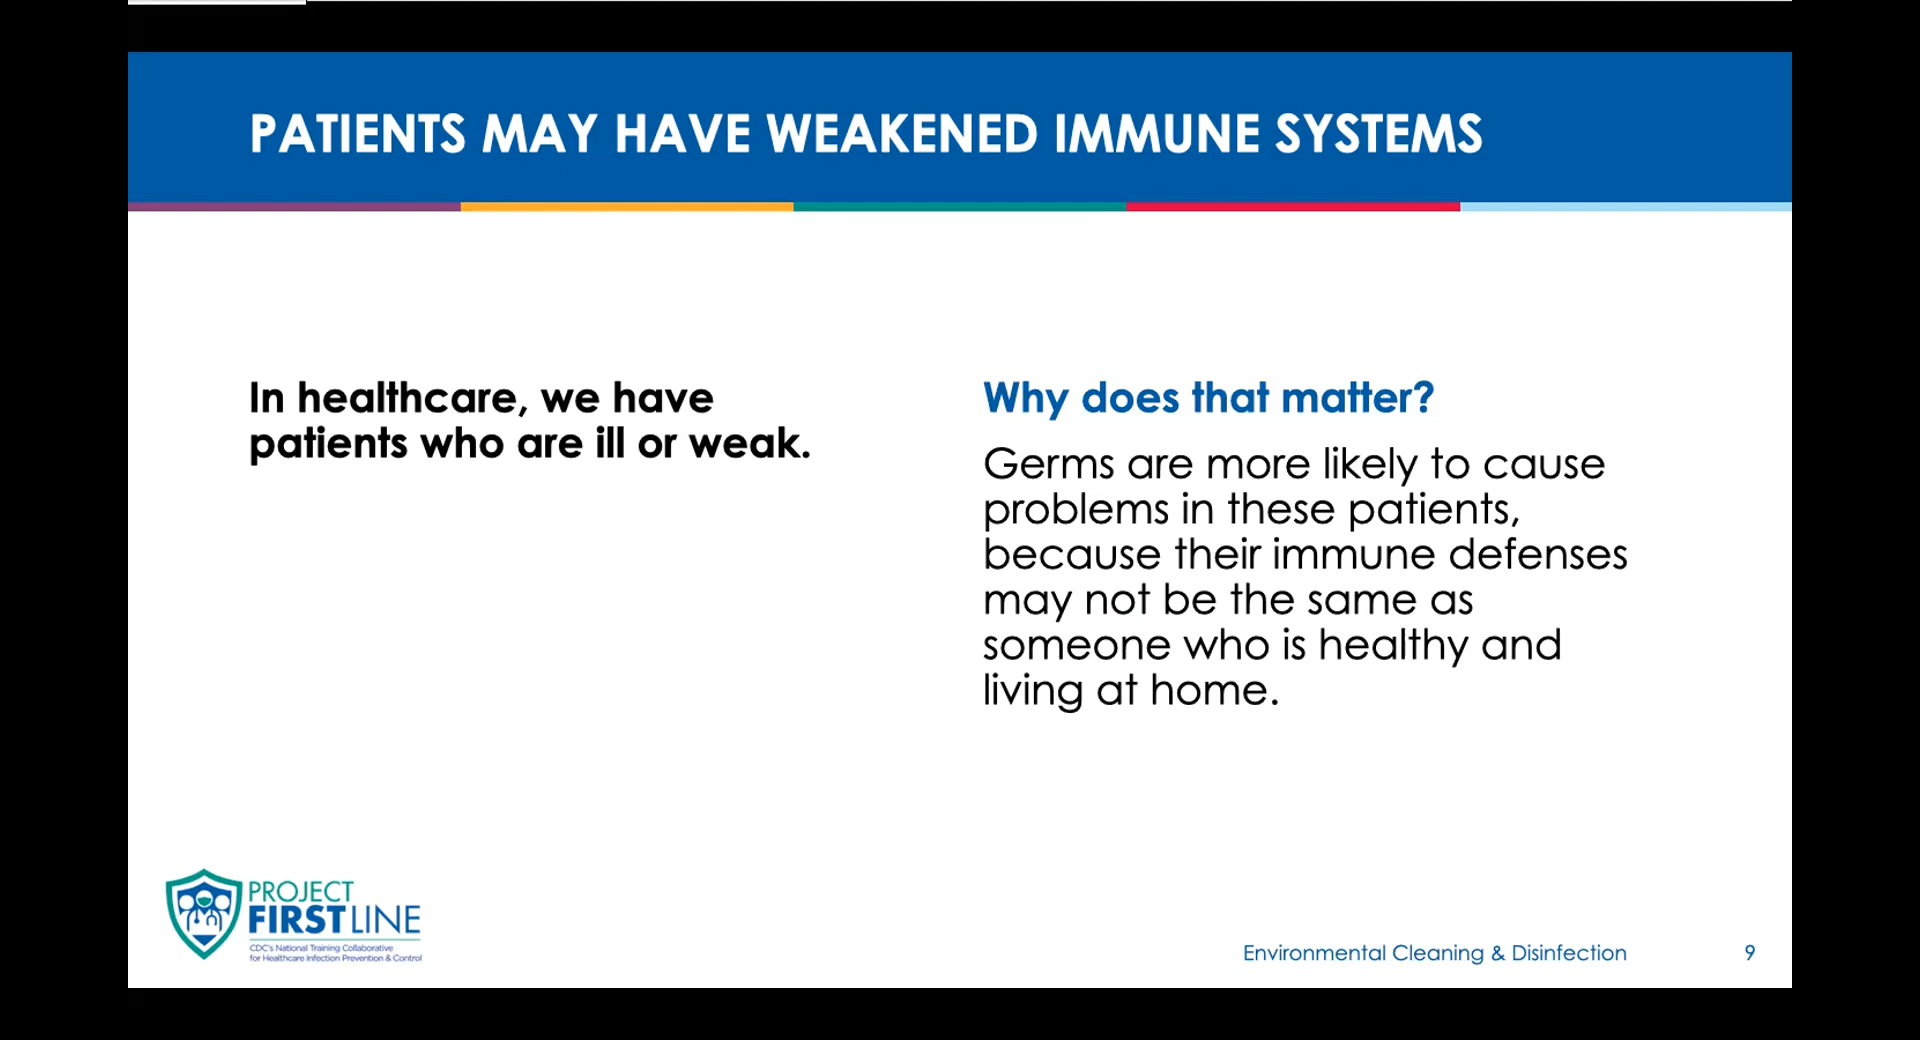 PATIENTS MAY HAVE WEAKENED IMMUNE SYSTEMS
In healthcare, we have
patients who are ill or weak.
Why does that matter?
Germs are more likely to cause
problems in these patients,
because their immune defenses
may not be the same as
someone who is healthy and
living at home.
PROJECT
FIRSTLINE
CDC's National Training Collaborative
for Healthcare Infection Prevention & Control
Environmental Cleaning & Disinfection
9